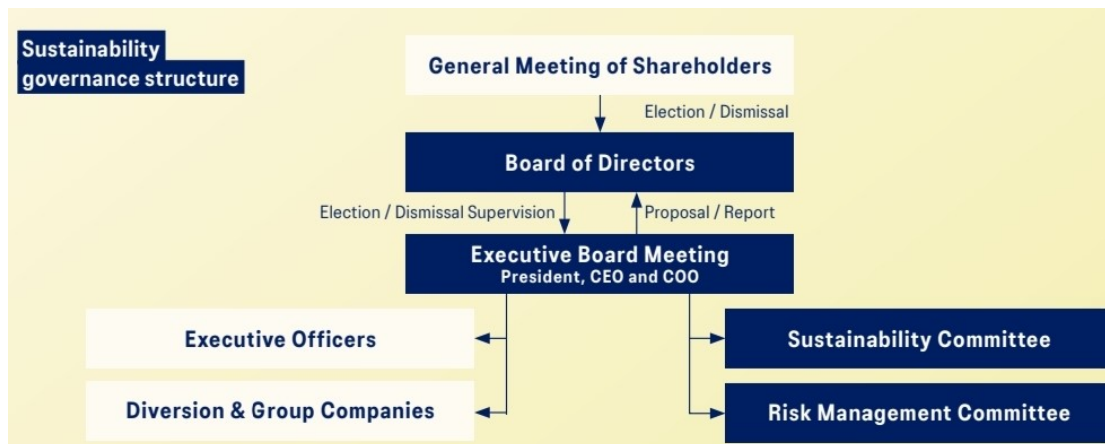 Sustainability
governance structure
General Meeting of Shareholders
Election / Dismissal
Board of Directors
Election / Dismissal Supervision
Proposal / Report
Executive Board Meeting
President, CEO and COO
Executive Officers
Sustainability Committee
Diversion & Group Companies
Risk Management Committee